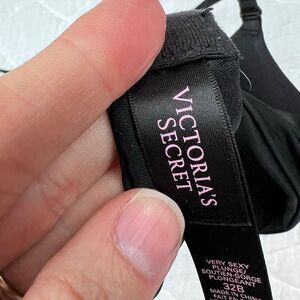 VICTORIA'S
SECRET
VERY SEXY
PLUNGE/
SOUTIEN-GORGE
PLONGEANT
32B
MADE IN CHINA
FAIT EN